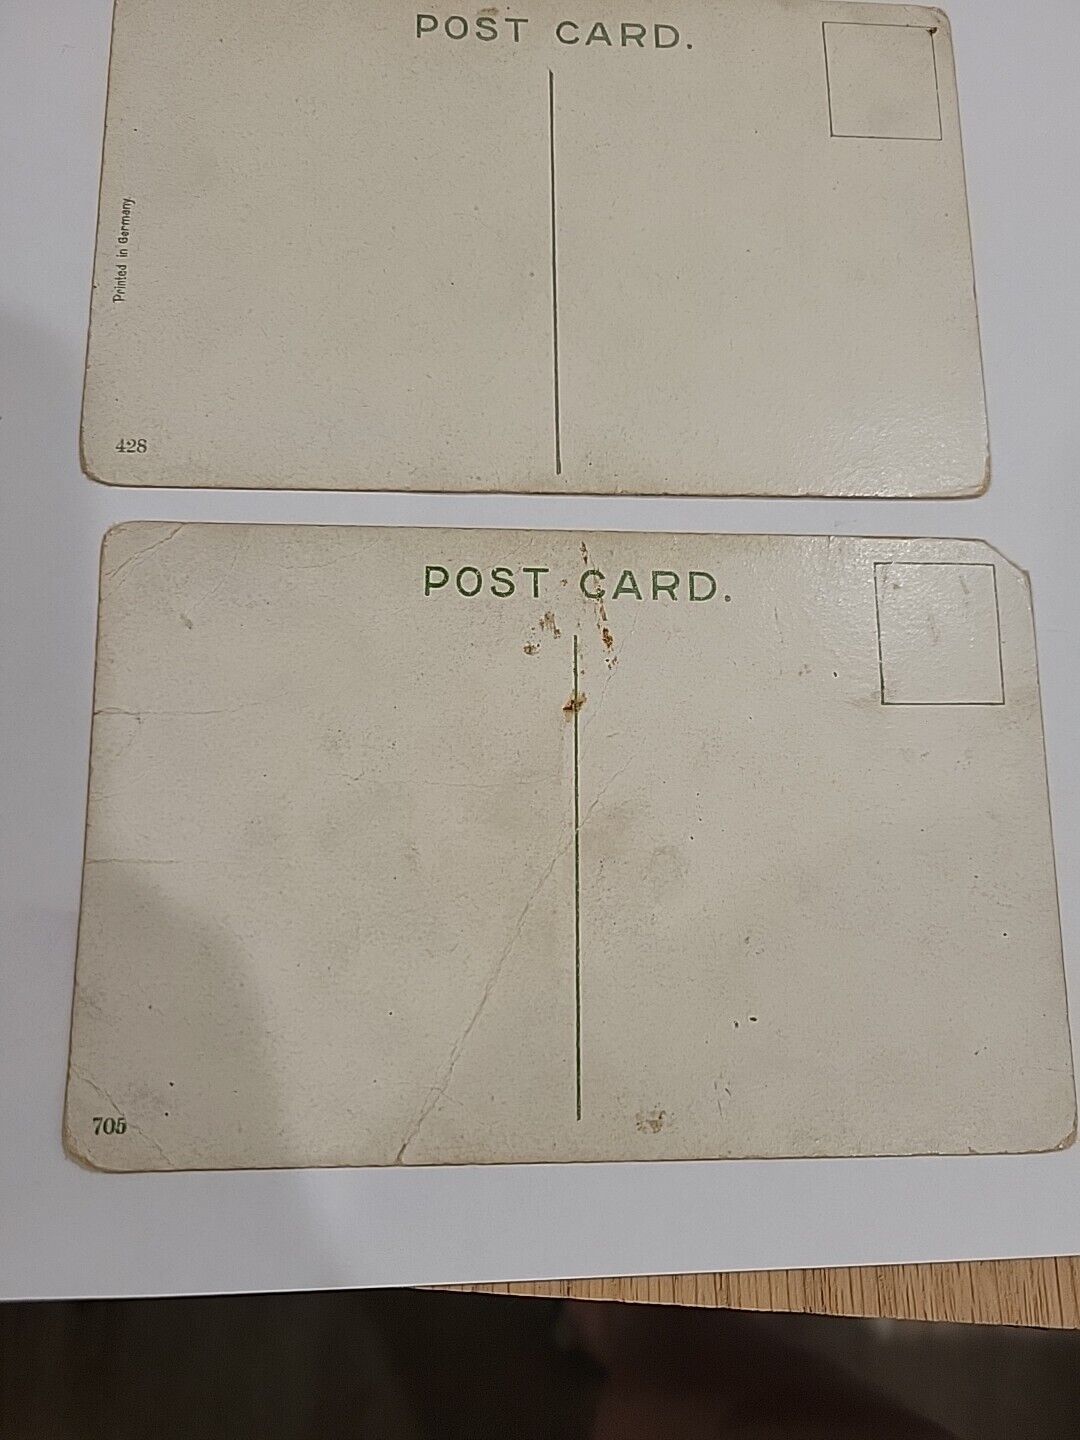 POST CARD.
Printed in Germany.
428
POST CARD.
705